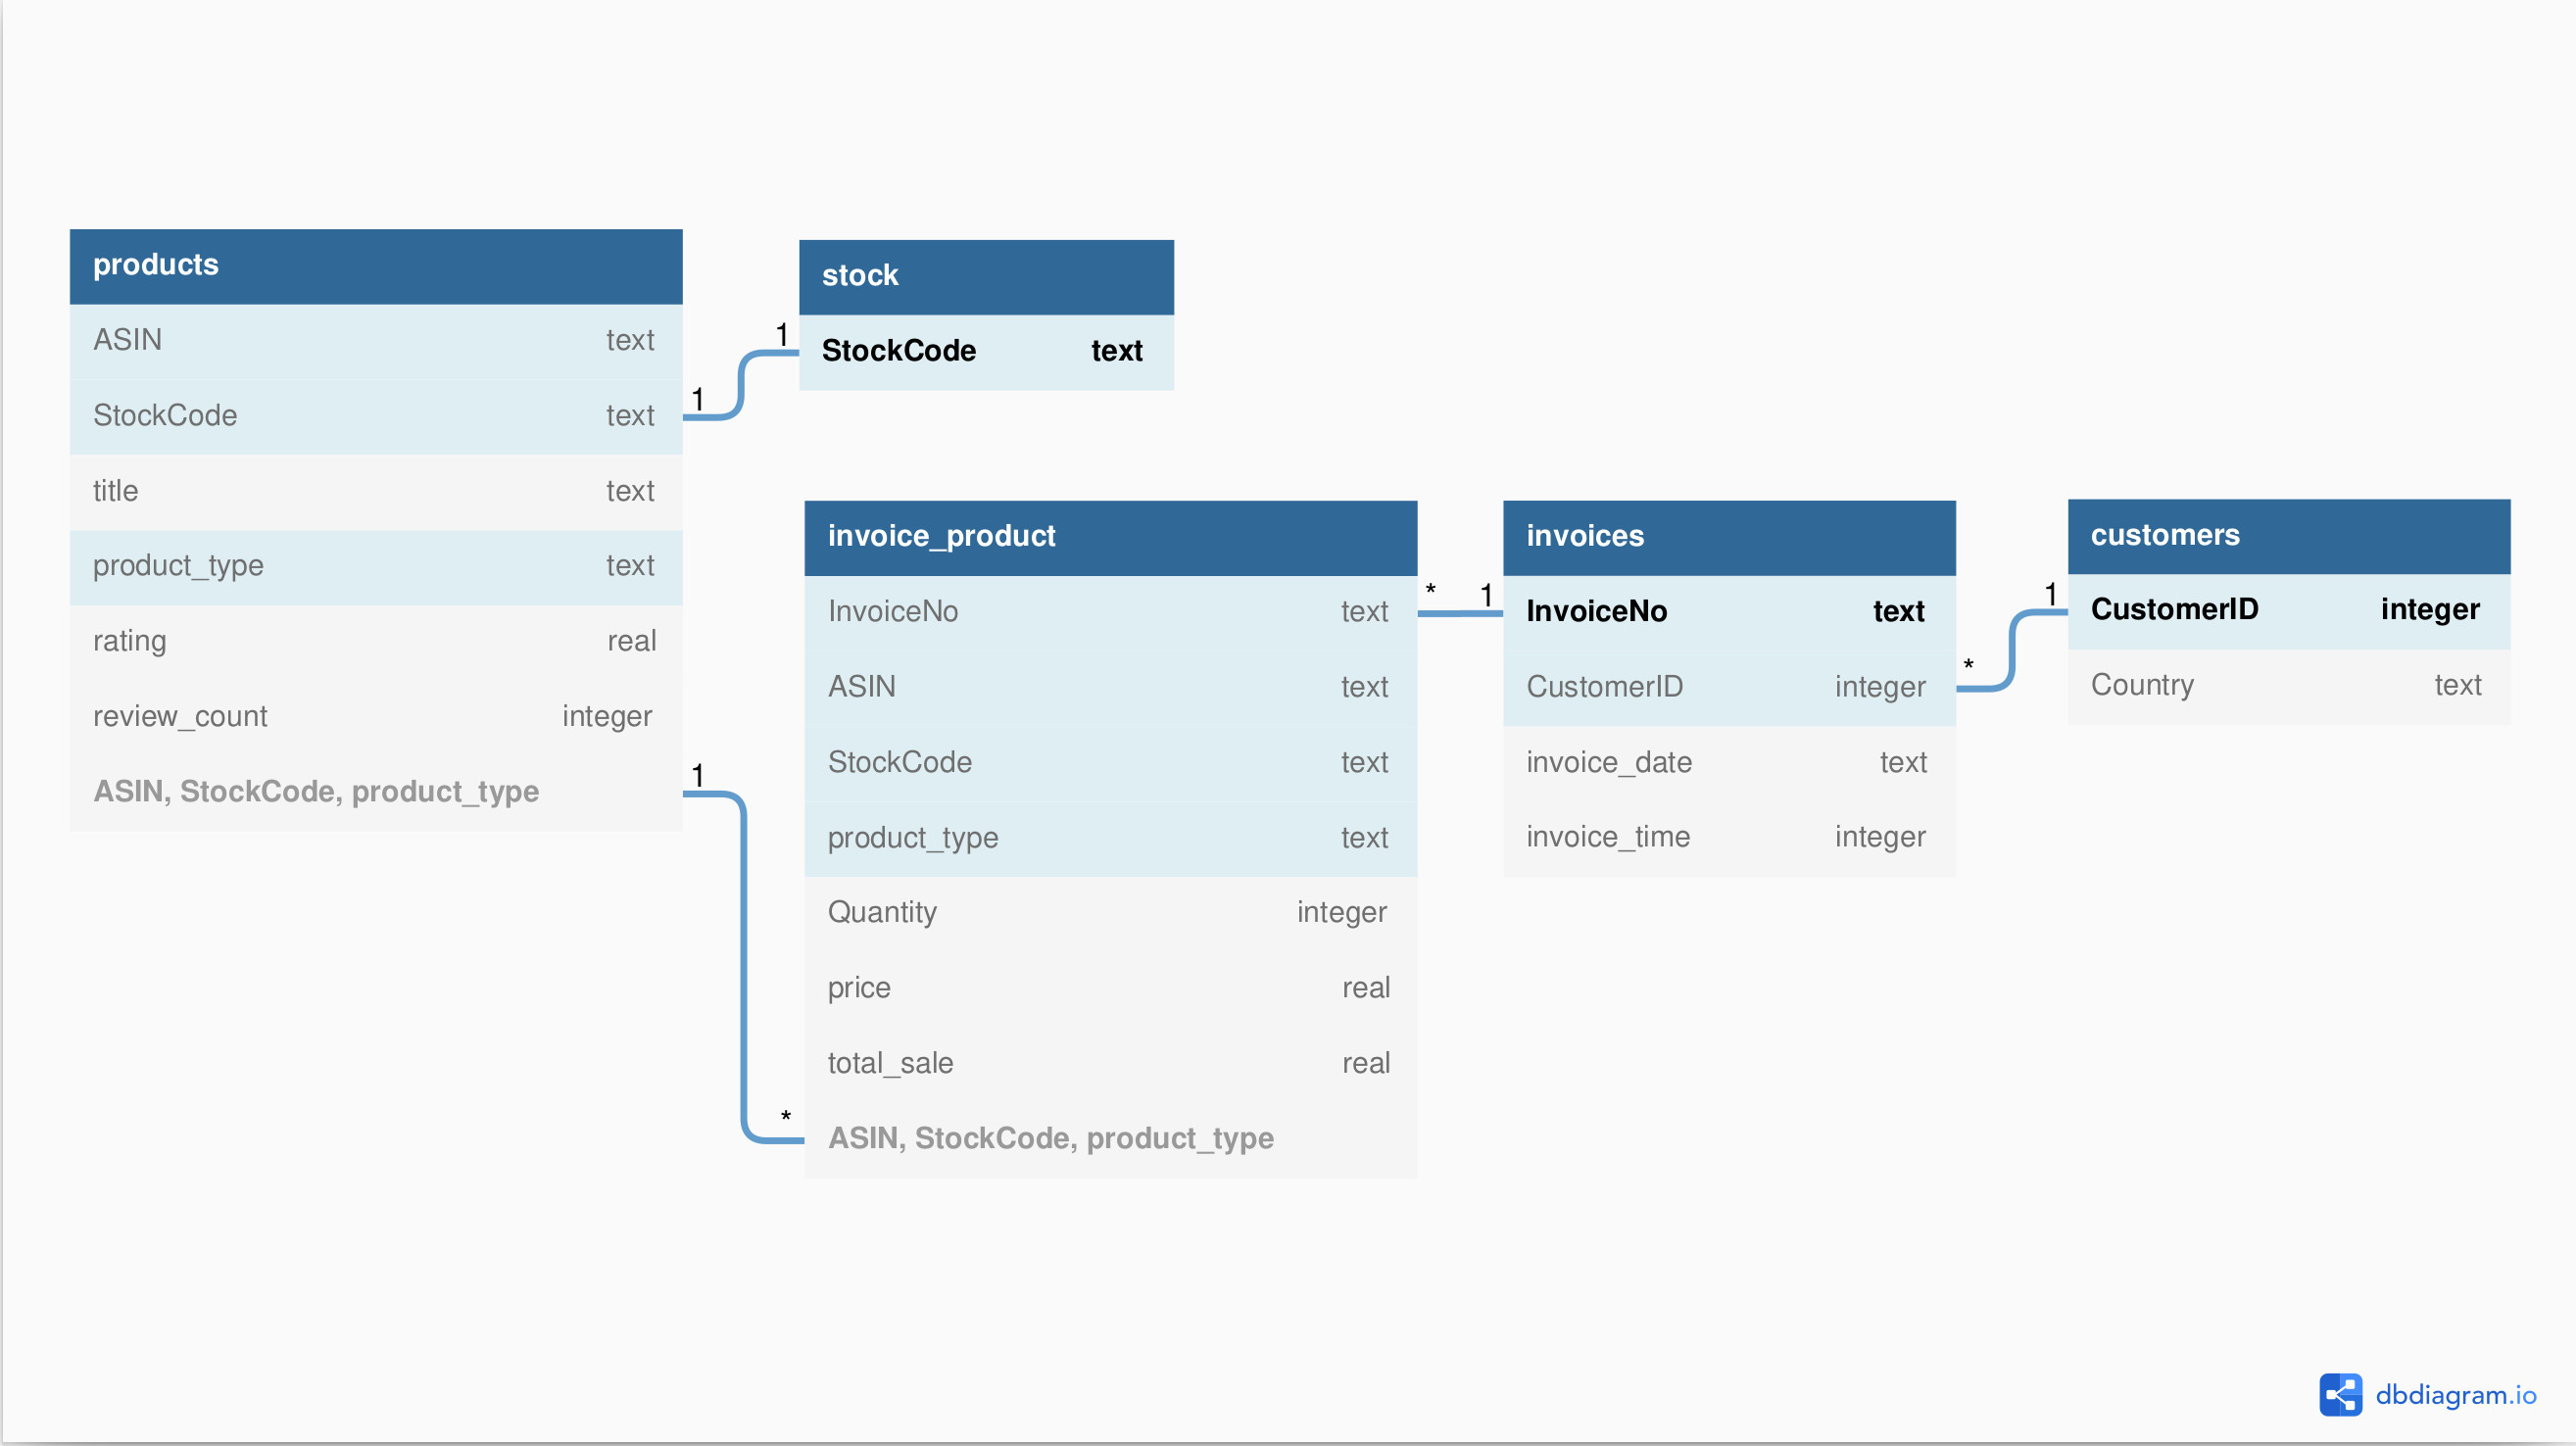 products
ASIN text
StockCode text
title text
product_type text
rating real
review_count integer
ASIN, StockCode, product_type
1
1
stock
StockCode text
1
*
invoice_product
InvoiceNo text
ASIN text
StockCode text
product_type text
Quantity integer
price real
total_sale real
ASIN, StockCode, product_type
* 1
invoices
InvoiceNo text
CustomerID integer
invoice_date text
invoice_time integer
*
1
customers
CustomerID integer
Country text
dbdiagram.io